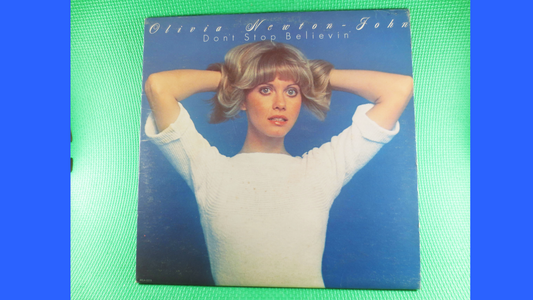 Olivia Newton-John
Don't Stop Believin'